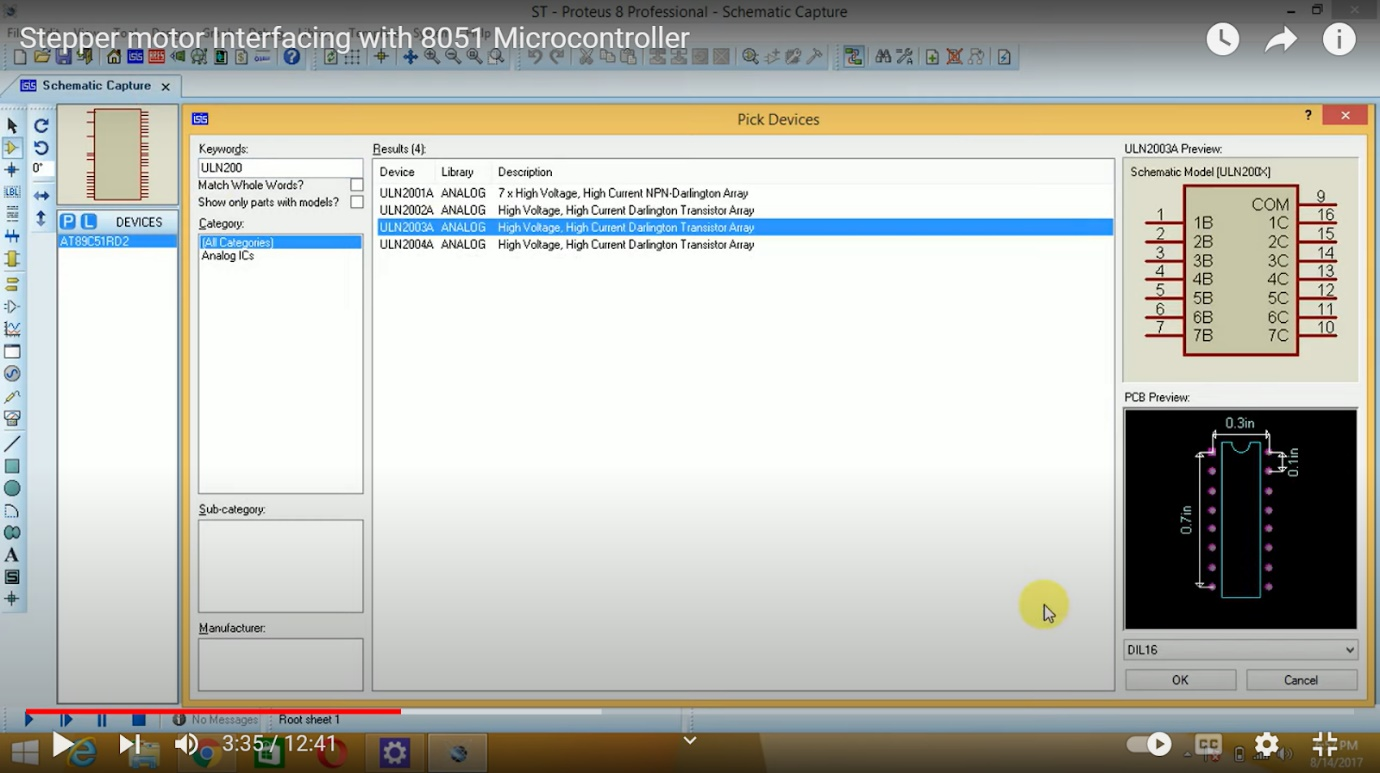 ST - Proteus 8 Professional - Schematic Capture
Stepper motor Interfacing with 8051 Microcontroller
Schematic Capture
Pick Devices
Keywords:
ULN200
Match Whole Words?
Show only parts with models?
Category:
(All Categories)
Analog ICs
Sub-category:
Manufacturer:
Results (4):
Device Library Description
ULN2001A ANALOG 7 x High Voltage, High Current NPN-Darlington Array
ULN2002A ANALOG High Voltage, High Current Darlington Transistor Array
ULN2003A ANALOG High Voltage, High Current Darlington Transistor Array
ULN2004A ANALOG High Voltage, High Current Darlington Transistor Array
ULN2003A Preview:
Schematic Model [ULN200X]
COM 9
1 1B 1C 16
2 2B 2C 15
3 3B 3C 14
4 4B 4C 13
5 5B 5C 12
6 6B 6C 11
7 7B 7C 10
PCB Preview:
0.3in
0.1in
0.7in
DIL16
OK Cancel
0°
LBL
P L DEVICES
AT89C51RD2
A
S
No Messages Root sheet 1
3:35 / 12:41
CC
PM
8/14/2017